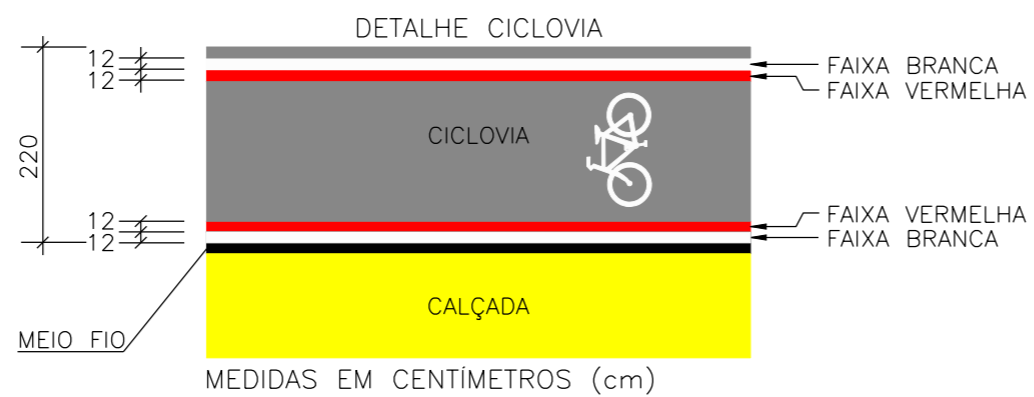 DETALHE CICLOVIA
12
12
FAIXA BRANCA
FAIXA VERMELHA
220
CICLOVIA
12
12
FAIXA VERMELHA
FAIXA BRANCA
CALÇADA
MEIO FIO
MEDIDAS EM CENTÍMETROS (cm)